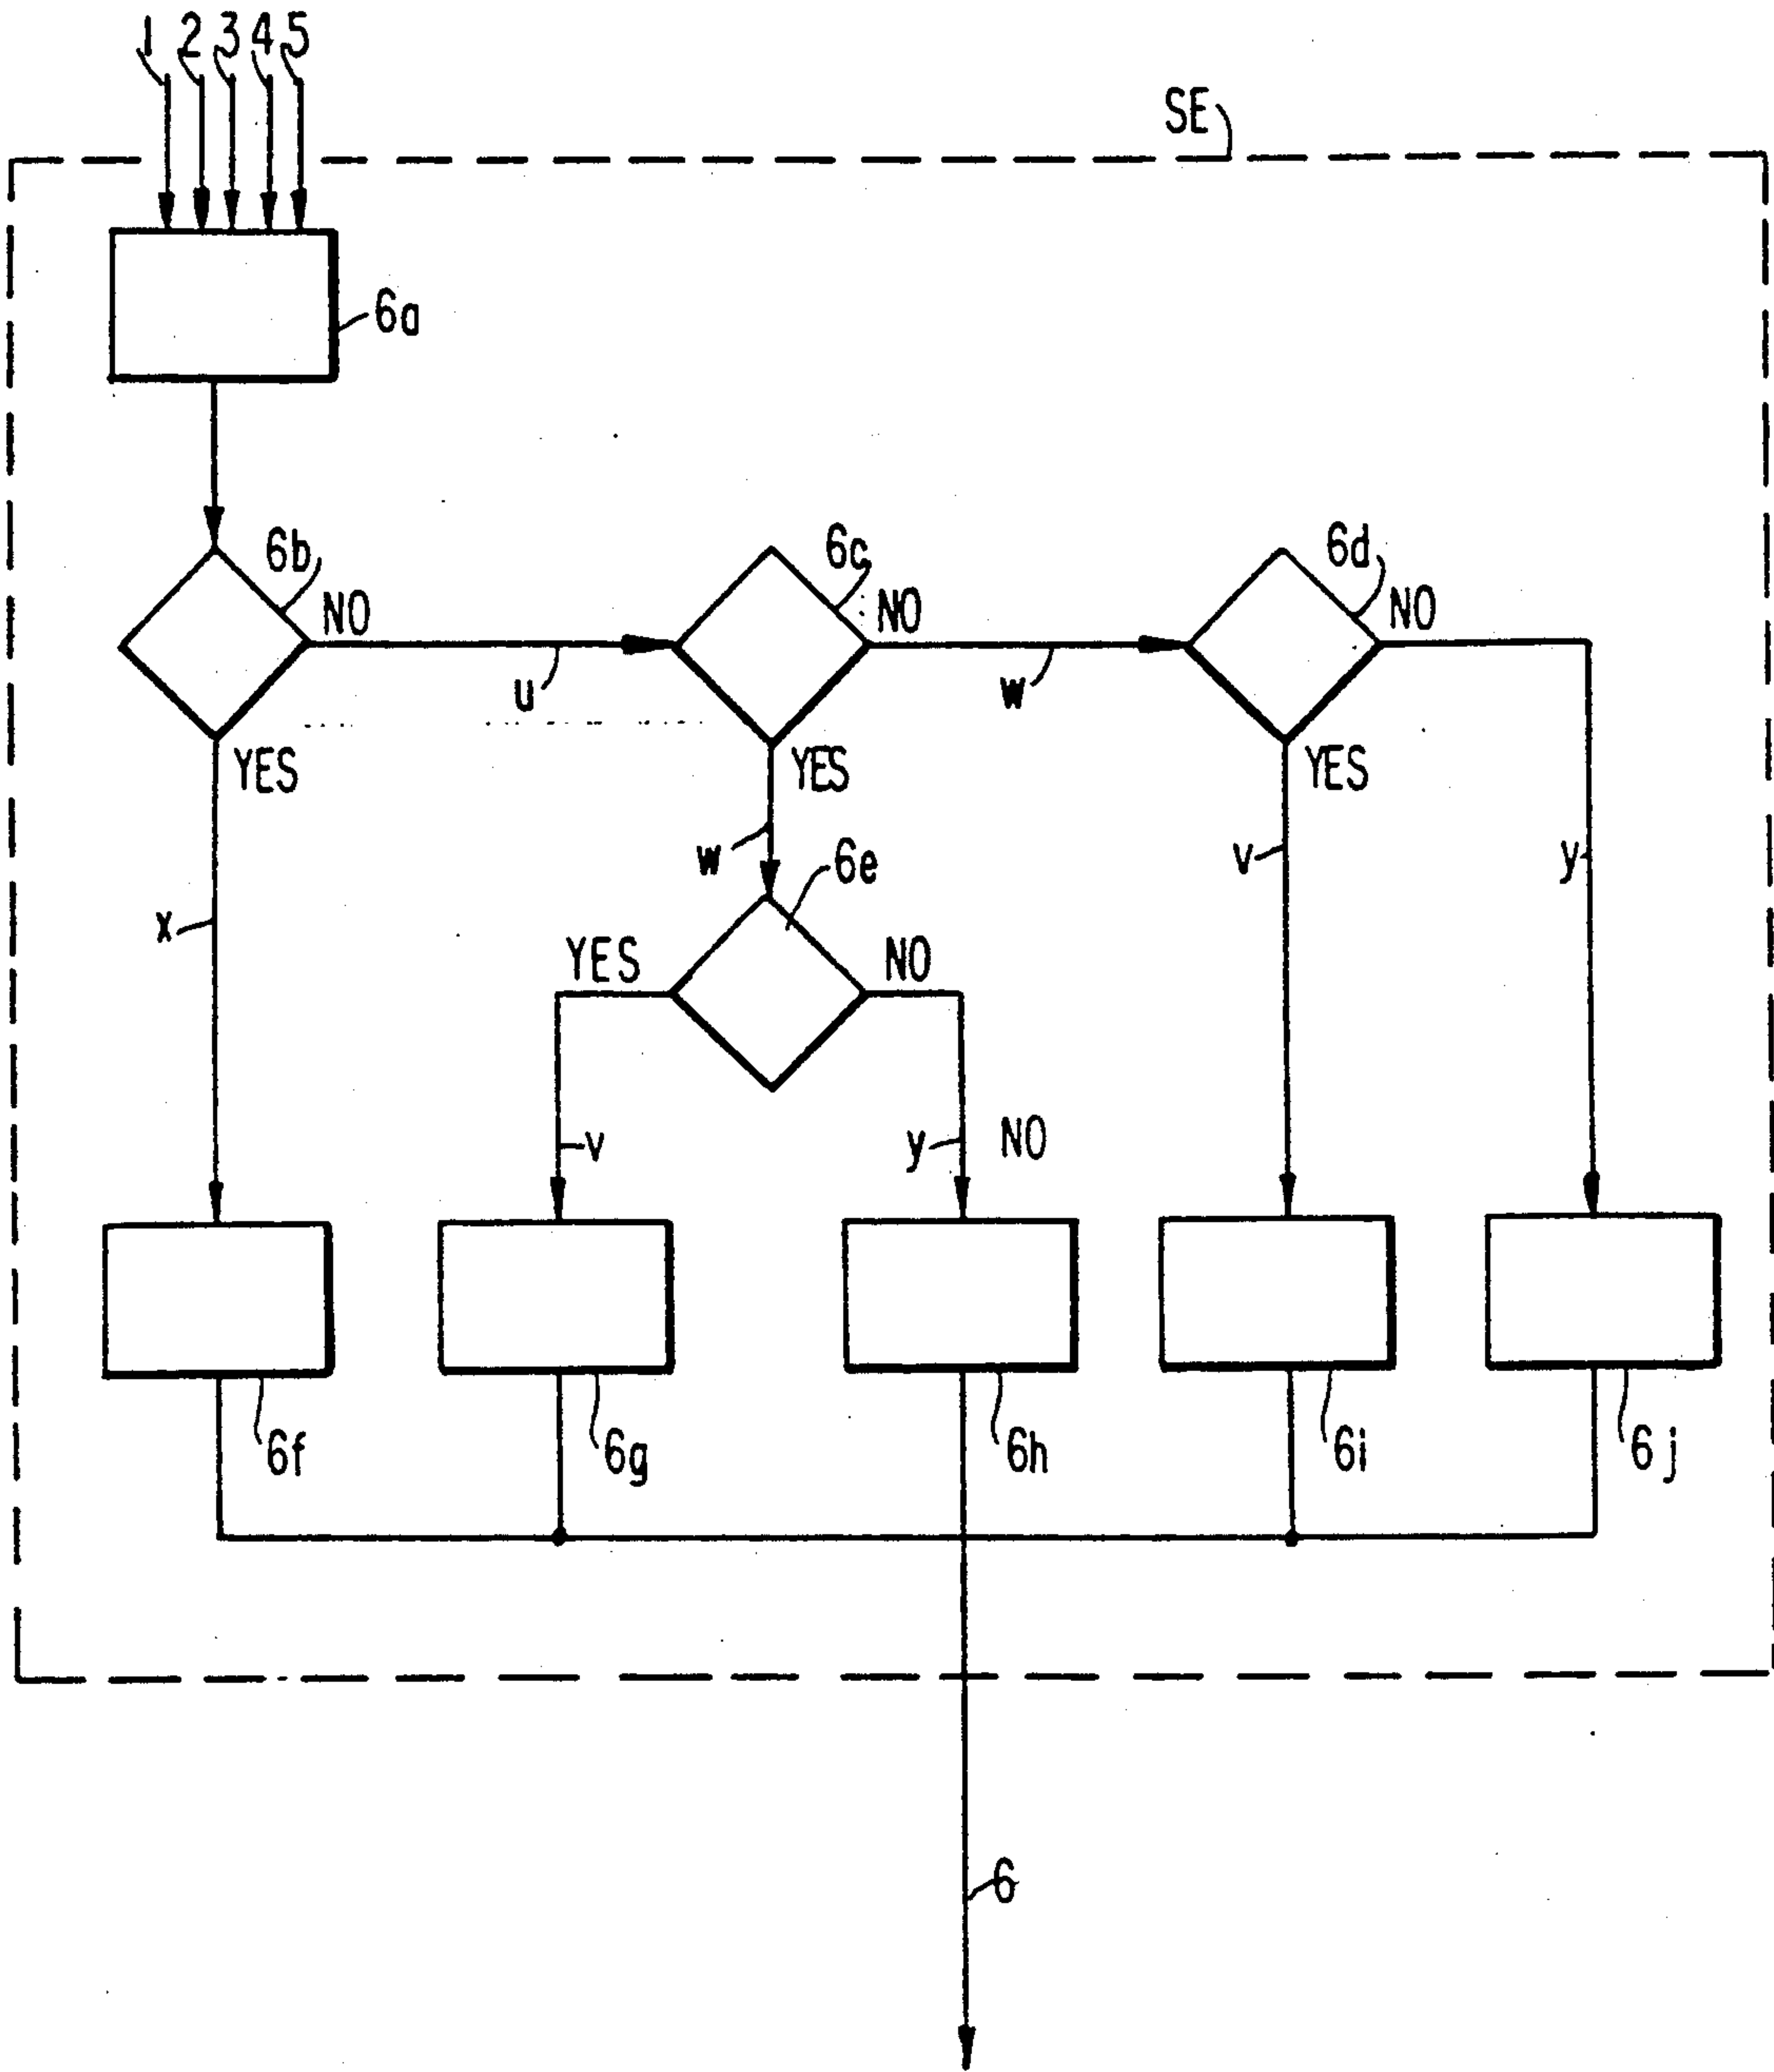 1 2 3 4 5
SE
6a
6b
NO
6c
NO
6d
NO
u
w
YES
YES
YES
w
6e
v
y
x
YES
NO
v
y
NO
6f
6g
6h
6i
6j
6